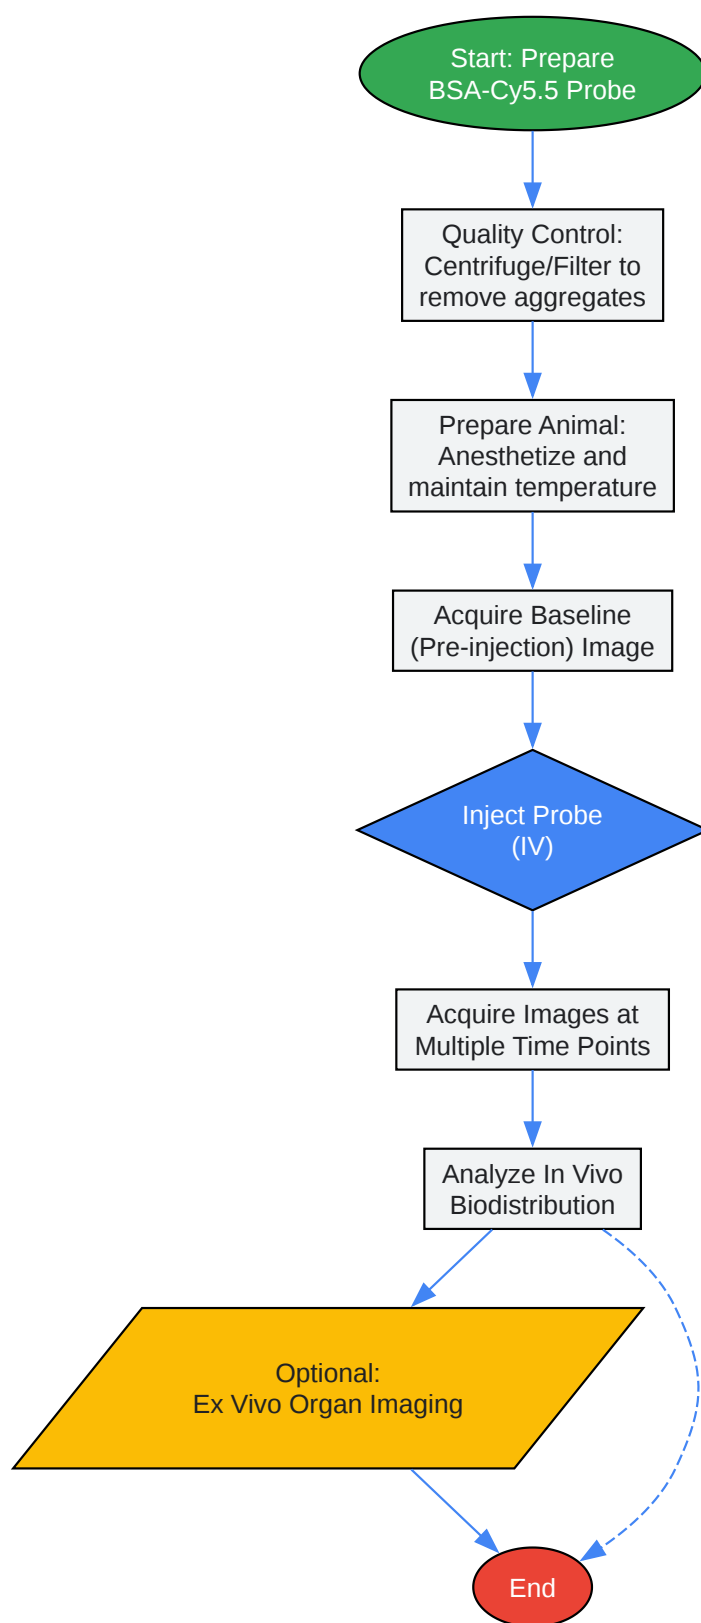 Start: Prepare
BSA-Cy5.5 Probe
Quality Control:
Centrifuge/Filter to
remove aggregates
Prepare Animal:
Anesthetize and
maintain temperature
Acquire Baseline
(Pre-injection) Image
Inject Probe
(IV)
Acquire Images at
Multiple Time Points
Analyze In Vivo
Biodistribution
Optional:
Ex Vivo Organ Imaging
End